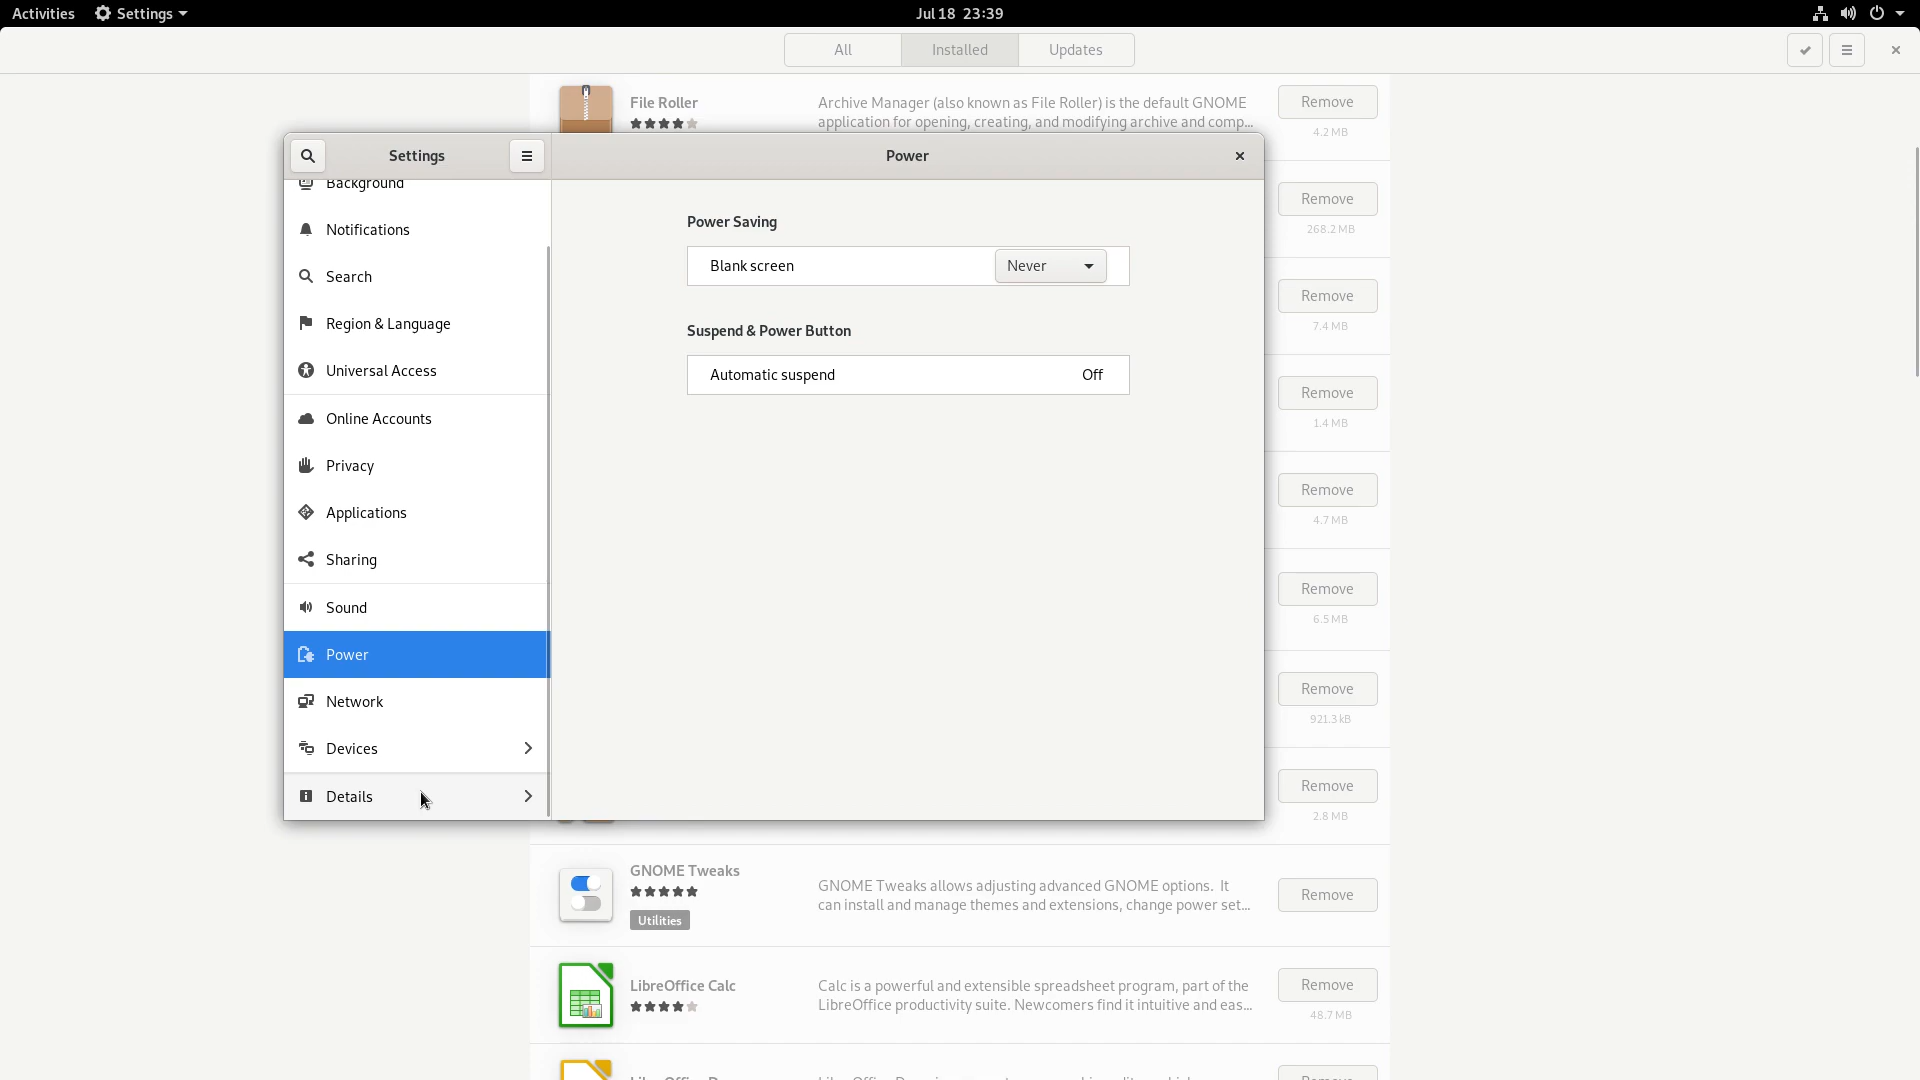 Activities
Settings
Jul 18 23:39
All
Installed
Updates
File Roller
Archive Manager (also known as File Roller) is the default GNOME
application for opening, creating, and modifying archive and comp...
Remove
4.2 MB
Settings
Power
Background
Notifications
Search
Region & Language
Universal Access
Online Accounts
Privacy
Applications
Sharing
Sound
Power
Network
Devices
Details
Power Saving
Blank screen
Never
Suspend & Power Button
Automatic suspend
Off
Remove
268.2 MB
Remove
7.4 MB
Remove
1.4 MB
Remove
4.7 MB
Remove
6.5 MB
Remove
921.3 kB
Remove
2.8 MB
GNOME Tweaks
Utilities
GNOME Tweaks allows adjusting advanced GNOME options. It
can install and manage themes and extensions, change power set...
Remove
LibreOffice Calc
Calc is a powerful and extensible spreadsheet program, part of the
LibreOffice productivity suite. Newcomers find it intuitive and eas...
Remove
48.7 MB